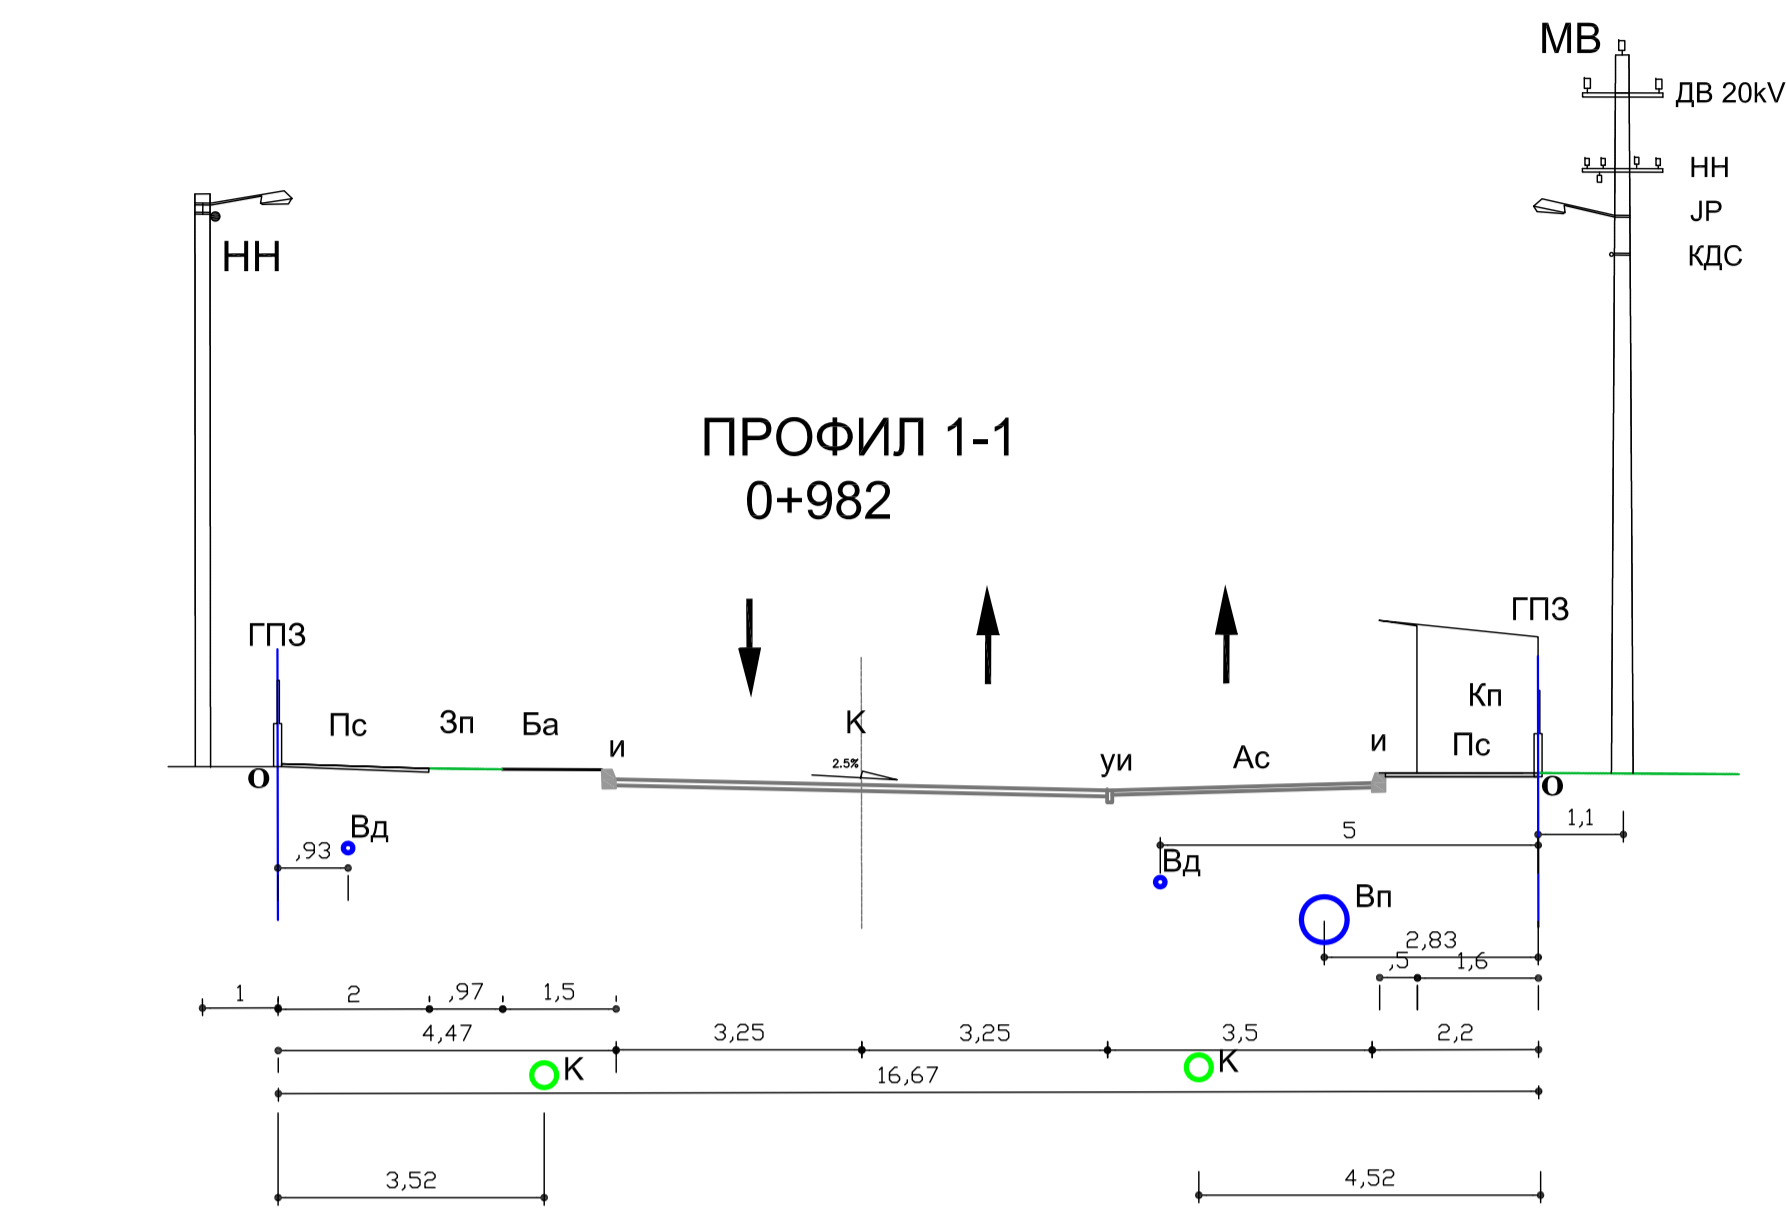 МВ
ДВ 20kV
НН
ЈР
КДС
НН
ПРОФИЛ 1-1
0+982
ГПЗ
ГПЗ
Пс
Зп
Ба
и
К
2.5%
уи
Ас
и
Кп
Пс
О
О
1,1
5
Вд
,93
Вд
Вп
2,83
,5
1,6
1
2
,97
1,5
4,47
3,25
3,25
3,5
2,2
К
К
16,67
3,52
4,52